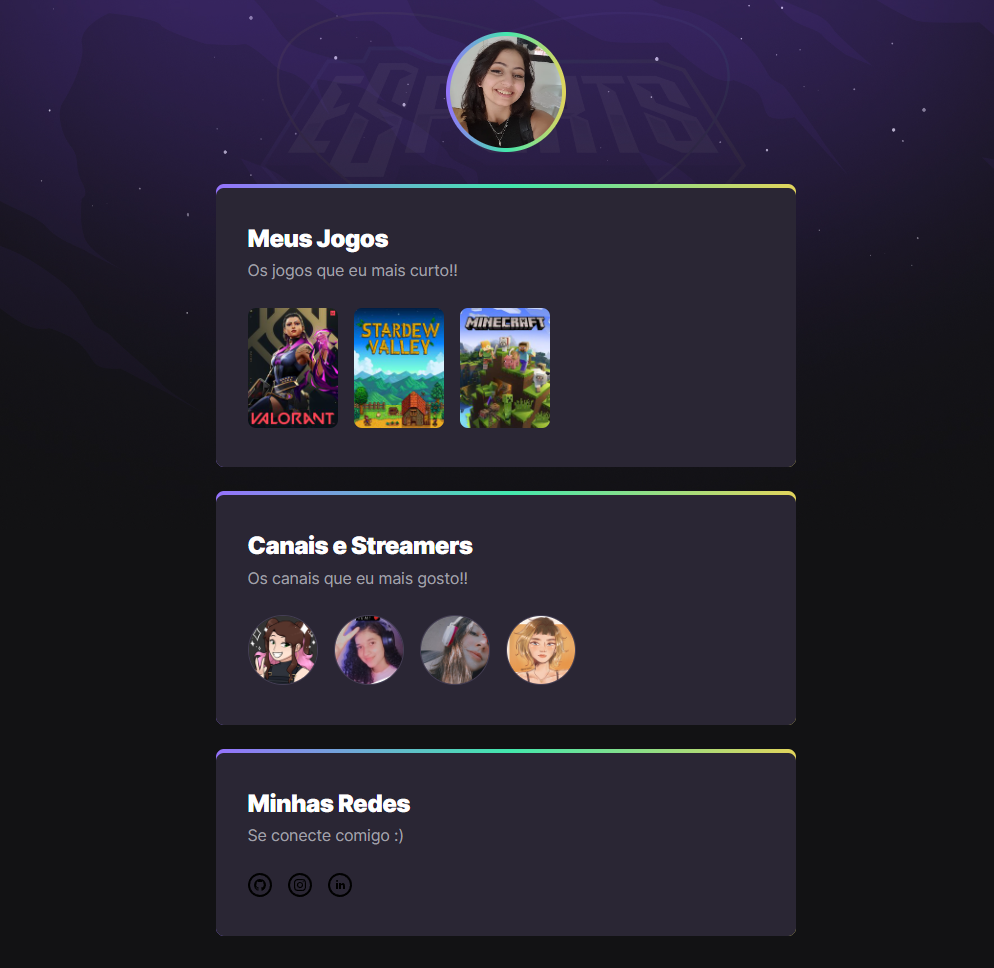 ESPORTS
Meus Jogos
Os jogos que eu mais curto!!
VALORANT
STARDEW
VALLEY
MINECRAFT
Canais e Streamers
Os canais que eu mais gosto!!
Minhas Redes
Se conecte comigo :)
in